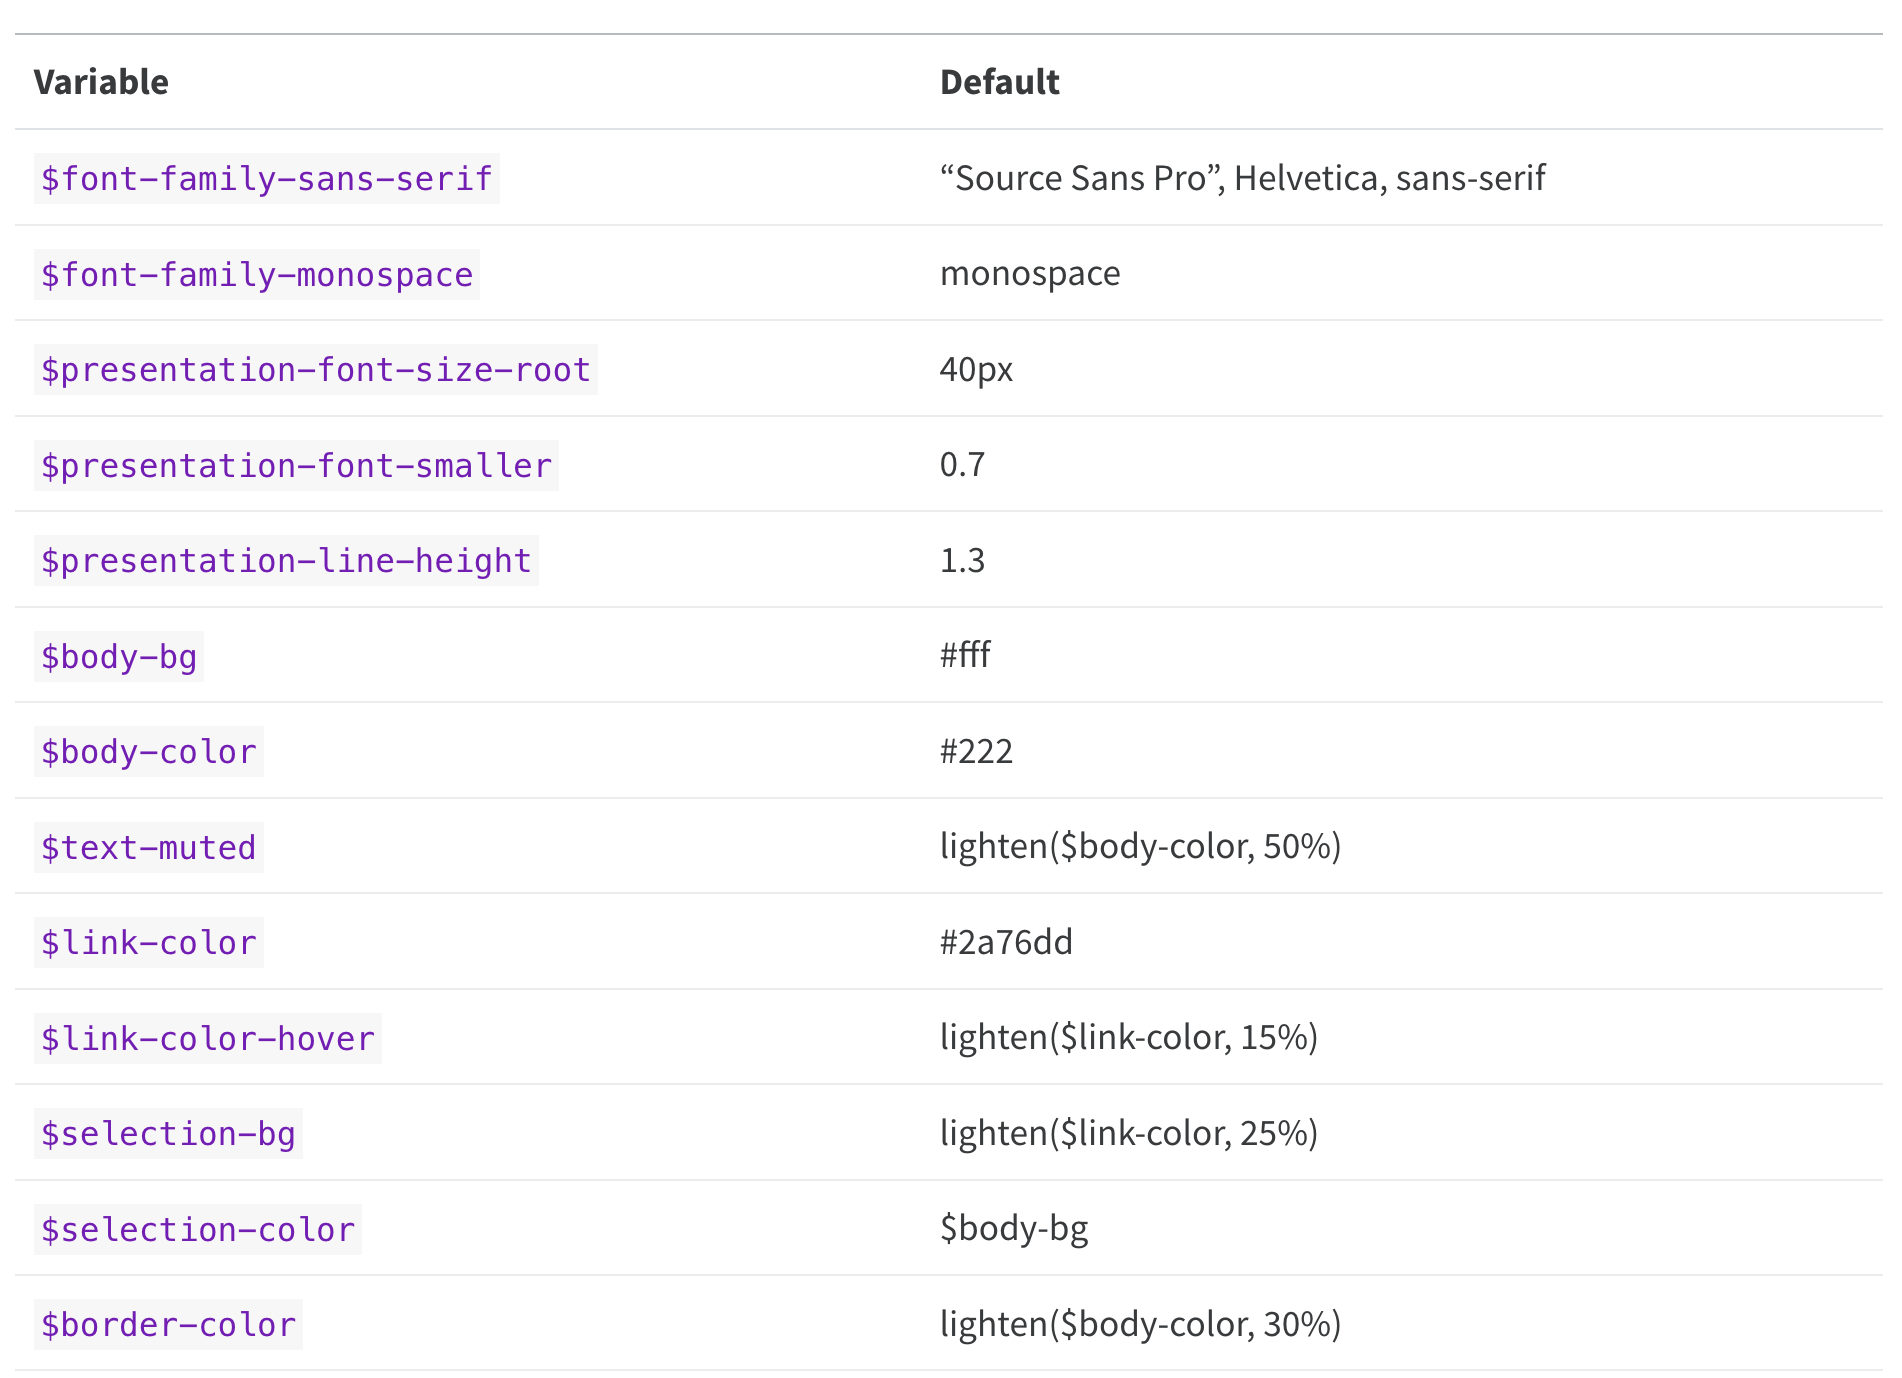 Variable Default
$font-family-sans-serif “Source Sans Pro”, Helvetica, sans-serif
$font-family-monospace monospace
$presentation-font-size-root 40px
$presentation-font-smaller 0.7
$presentation-line-height 1.3
$body-bg #fff
$body-color #222
$text-muted lighten($body-color, 50%)
$link-color #2a76dd
$link-color-hover lighten($link-color, 15%)
$selection-bg lighten($link-color, 25%)
$selection-color $body-bg
$border-color lighten($body-color, 30%)